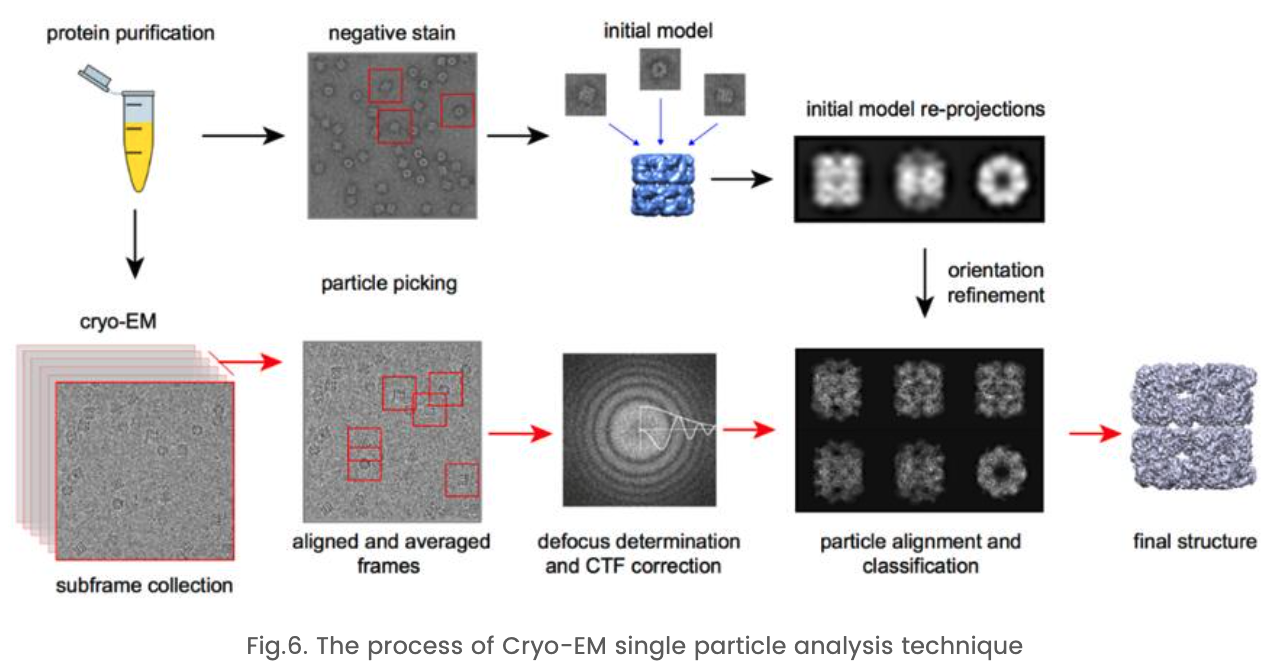 protein purification
negative stain
initial model
initial model re-projections
orientation
refinement
particle picking
cryo-EM
subframe collection
aligned and averaged
frames
defocus determination
and CTF correction
particle alignment and
classification
final structure
Fig.6. The process of Cryo-EM single particle analysis technique